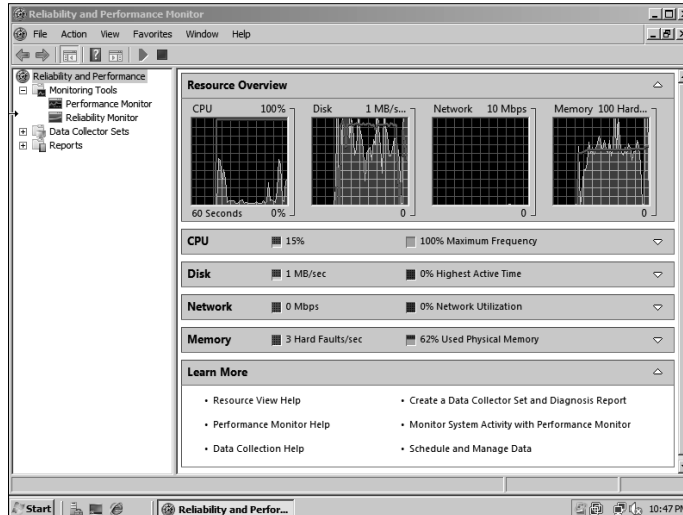 Reliability and Performance Monitor
File Action View Favorites Window Help
Reliability and Performance
Monitoring Tools
Performance Monitor
Reliability Monitor
Data Collector Sets
Reports
Resource Overview
CPU 100% Disk 1 MB/s... Network 10 Mbps Memory 100 Hard...
60 Seconds 0% 0 0 0
CPU 15% 100% Maximum Frequency
Disk 1 MB/sec 0% Highest Active Time
Network 0 Mbps 0% Network Utilization
Memory 3 Hard Faults/sec 62% Used Physical Memory
Learn More
• Resource View Help • Create a Data Collector Set and Diagnosis Report
• Performance Monitor Help • Monitor System Activity with Performance Monitor
• Data Collection Help • Schedule and Manage Data
Start Reliability and Perfor... 10:47 PM